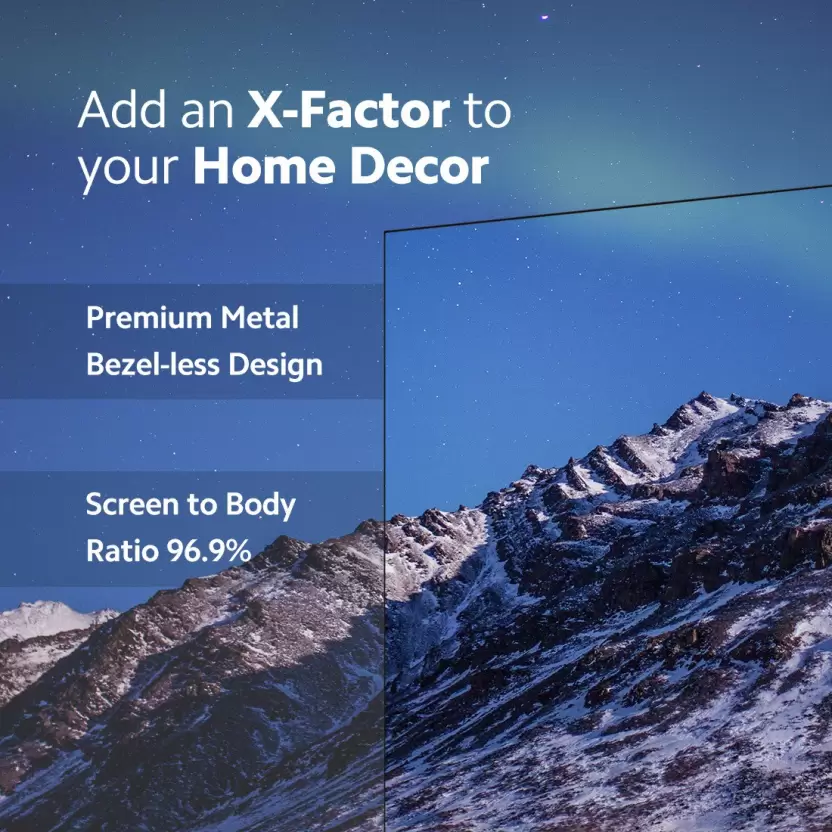 Add an X-Factor to
your Home Decor
Premium Metal
Bezel-less Design
Screen to Body
Ratio 96.9%